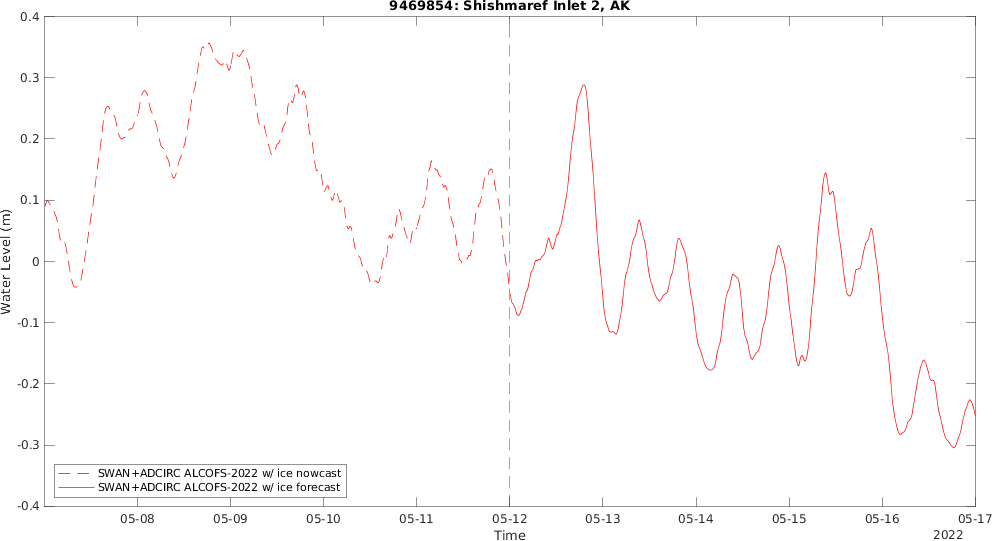 9469854: Shishmaref Inlet 2, AK
Water Level (m)
0.4
0.3
0.2
0.1
0
-0.1
-0.2
-0.3
-0.4
SWAN+ADCIRC ALCOFS-2022 w/ ice nowcast
SWAN+ADCIRC ALCOFS-2022 w/ ice forecast
05-08 05-09 05-10 05-11 05-12 05-13 05-14 05-15 05-16 05-17
Time
2022